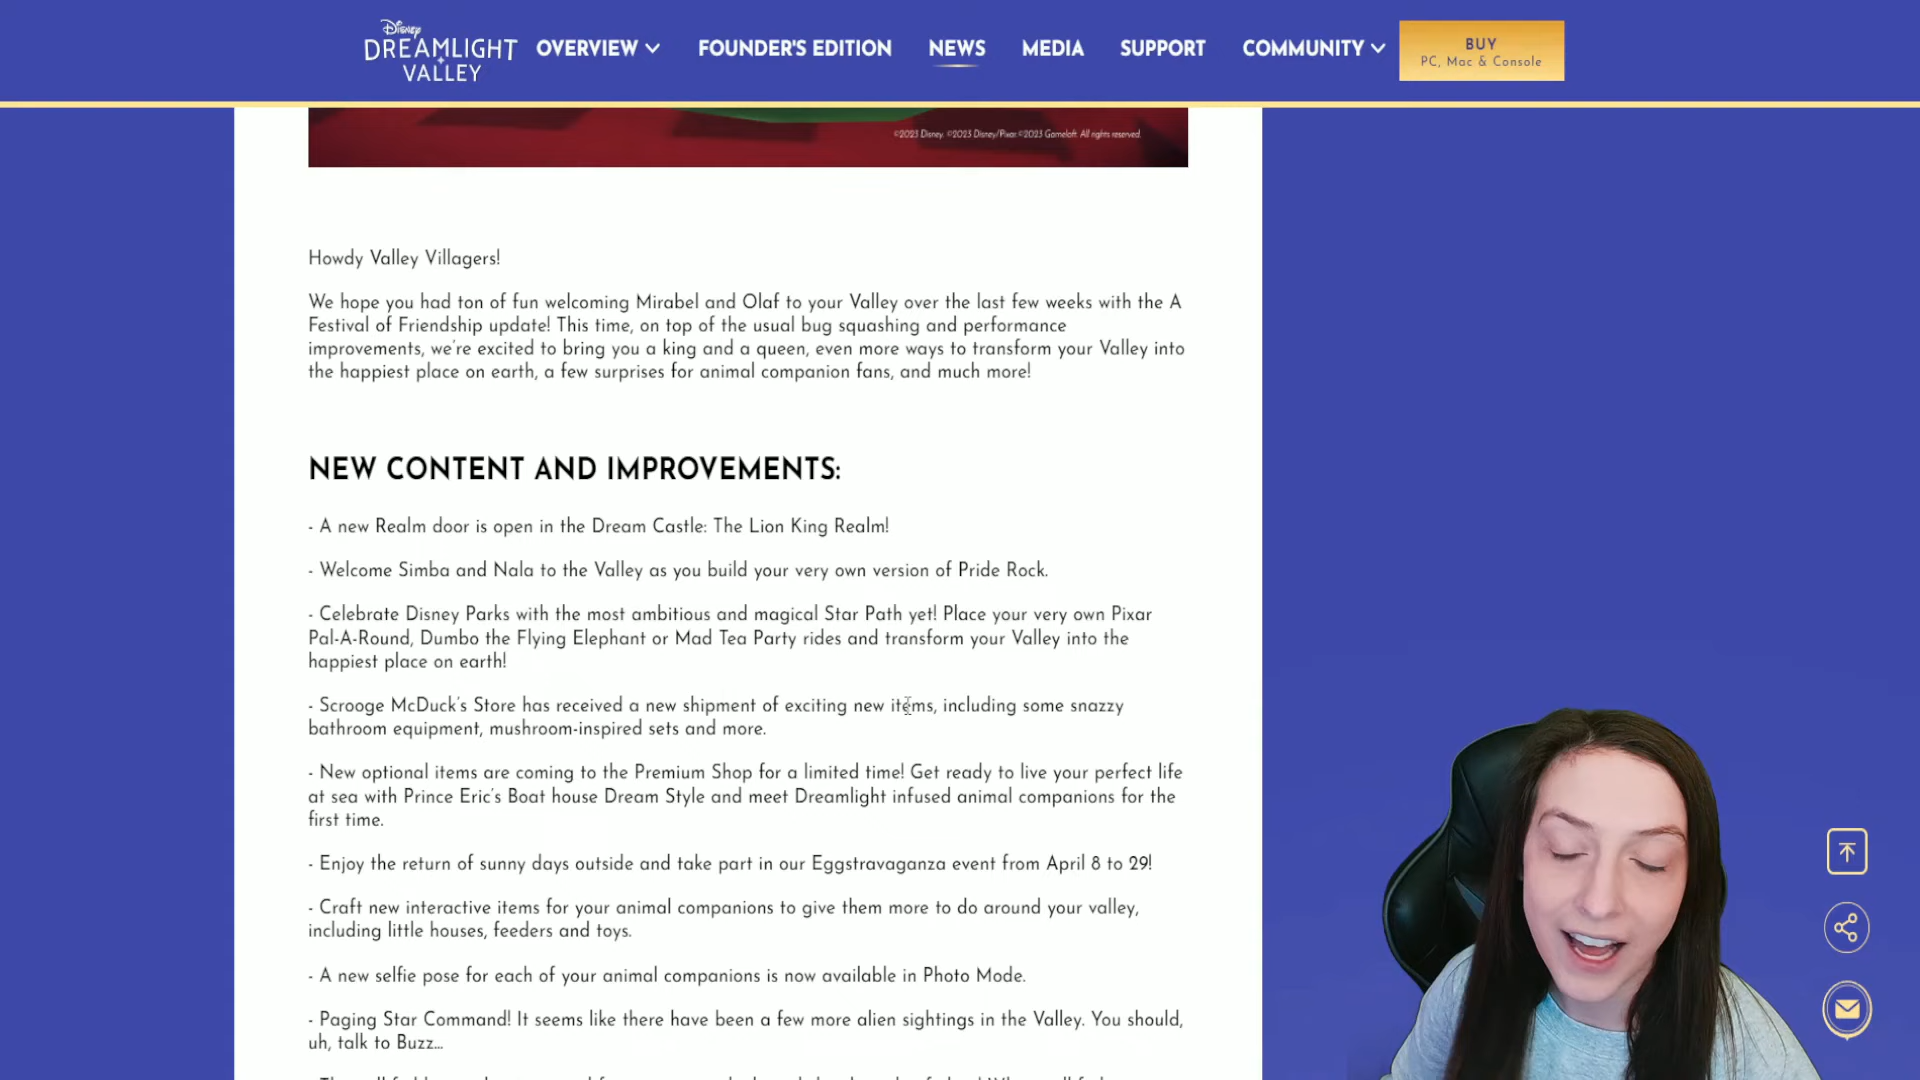 Disney
DREAMLIGHT
VALLEY
OVERVIEW
FOUNDER'S EDITION
NEWS
MEDIA
SUPPORT
COMMUNITY
BUY
PC, Mac & Console
©2023 Disney. ©2023 Disney/Pixar ©2023 Gameloft. All rights reserved.
Howdy Valley Villagers!
We hope you had ton of fun welcoming Mirabel and Olaf to your Valley over the last few weeks with the A
Festival of Friendship update! This time, on top of the usual bug squashing and performance
improvements, we're excited to bring you a king and a queen, even more ways to transform your Valley into
the happiest place on earth, a few surprises for animal companion fans, and much more!
NEW CONTENT AND IMPROVEMENTS:
- A new Realm door is open in the Dream Castle: The Lion King Realm!
- Welcome Simba and Nala to the Valley as you build your very own version of Pride Rock.
- Celebrate Disney Parks with the most ambitious and magical Star Path yet! Place your very own Pixar
Pal-A-Round, Dumbo the Flying Elephant or Mad Tea Party rides and transform your Valley into the
happiest place on earth!
- Scrooge McDuck's Store has received a new shipment of exciting new items, including some snazzy
bathroom equipment, mushroom-inspired sets and more.
- New optional items are coming to the Premium Shop for a limited time! Get ready to live your perfect life
at sea with Prince Eric's Boat house Dream Style and meet Dreamlight infused animal companions for the
first time.
- Enjoy the return of sunny days outside and take part in our Eggstravaganza event from April 8 to 29!
- Craft new interactive items for your animal companions to give them more to do around your valley,
including little houses, feeders and toys.
- A new selfie pose for each of your animal companions is now available in Photo Mode.
- Paging Star Command! It seems like there have been a few more alien sightings in the Valley. You should,
uh, talk to Buzz...